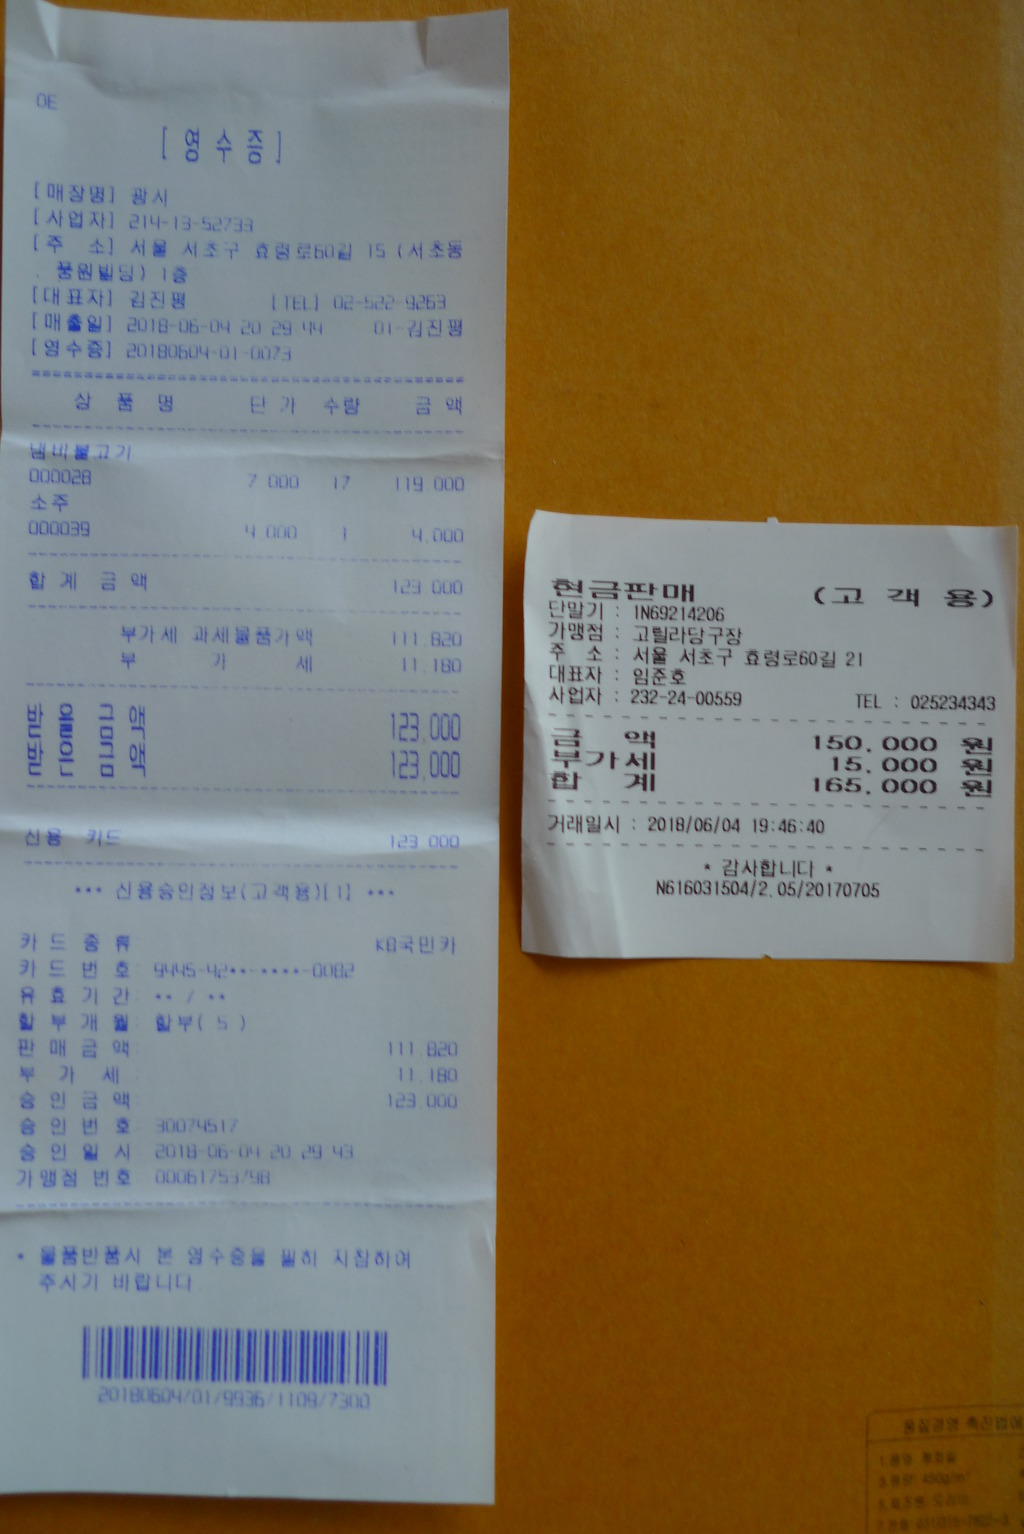 OE
[ 영 수 증 ]
[매장명] 광시
[사업자] 214-13-52733
[주 소] 서울 서초구 효령로60길 15 (서초동
. 풍원빌딩) 1층
[대표자] 김진평 [TEL] 02-522-9263
[매출일] 2018-06-04 20 29 44 01-김진평
[영수증] 20180604-01-0073
상 품 명 단 가 수량 금 액
냄비불고기
000028 7 000 17 119 000
소주
000039 4 000 1 4,000
합 계 금 액 123 000
부가세 과세물품가액 111 820
부 가 세 11,180
받 을 금 액 123,000
받 은 금 액 123,000
신용 카드 123 000
*** 신용승인정보(고객용)[1] ***
카 드 종 류 KB국민카
카 드 번 호 9445-42**-****-0082
유 효 기 간: ** / **
할 부 개 월: 할부( 5 )
판 매 금 액: 111,820
부 가 세: 11,180
승 인 금 액: 123,000
승 인 번 호: 30074517
승 인 일 시 2018-06-04 20 29 43
가맹점 번호 00061753798
* 물품반품시 본 영수증을 필히 지참하여
주시기 바랍니다.
20180604/01/9936/1109/7300
현금판매 (고 객 용)
단말기 : 1N69214206
가맹점 : 고릴라당구장
주 소 : 서울 서초구 효령로60길 21
대표자 : 임준호
사업자 : 232-24-00559 TEL : 025234343
금 액 150,000 원
부가세 15,000 원
합 계 165,000 원
거래일시 : 2018/06/04 19:46:40
* 감사합니다 *
N616031504/2.05/20170705